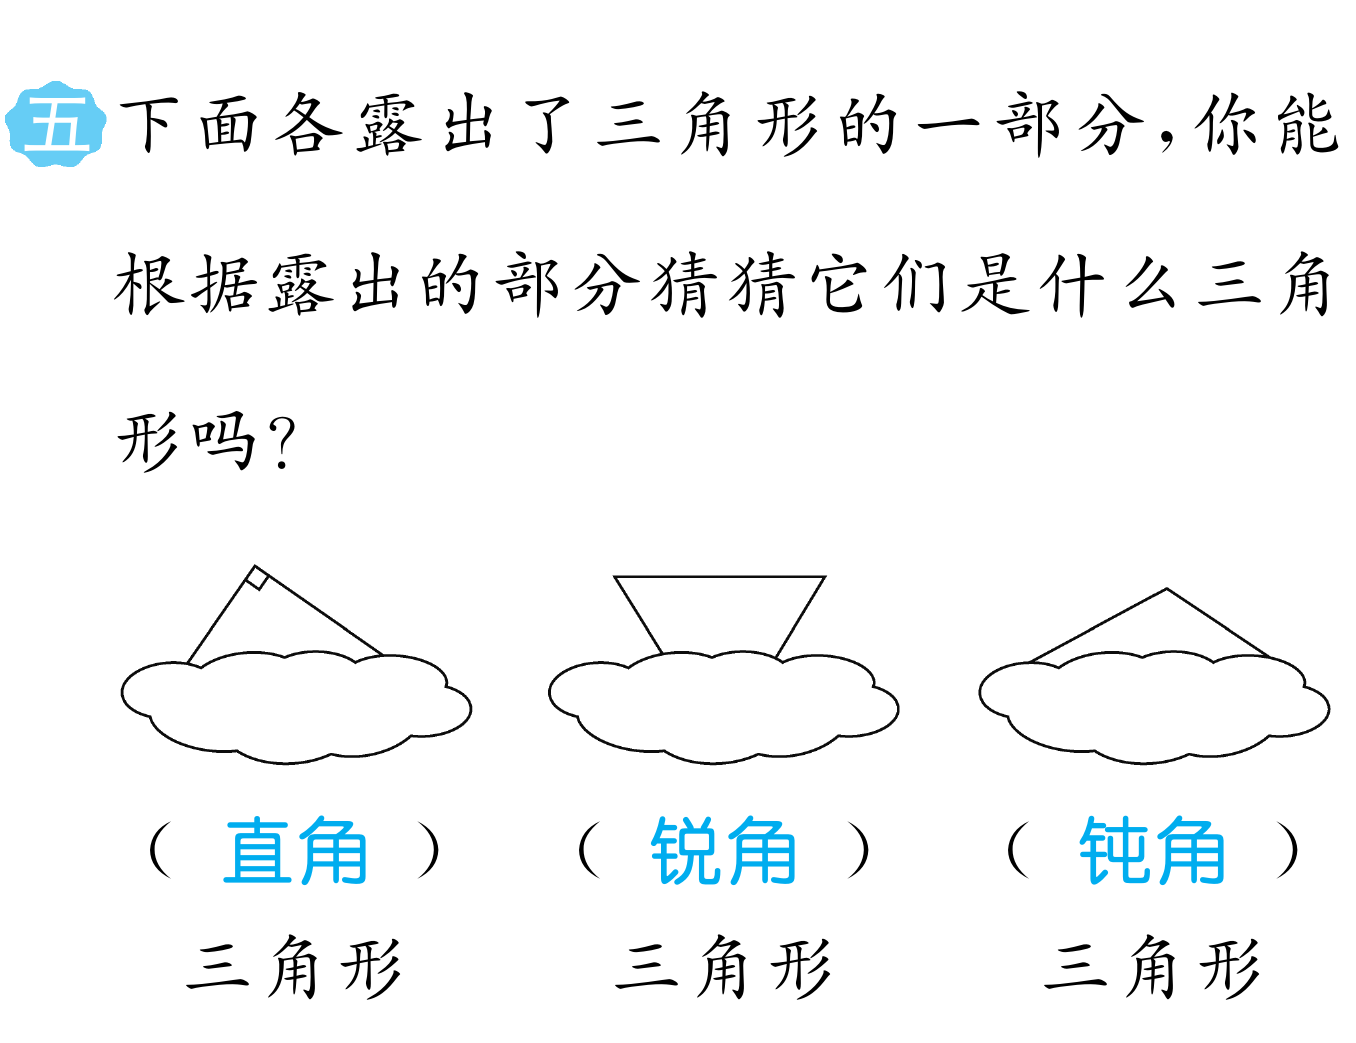 五 下面各露出了三角形的一部分,你能
根据露出的部分猜猜它们是什么三角
形吗?
( 直角 ) ( 锐角 ) ( 钝角 )
三角形 三角形 三角形